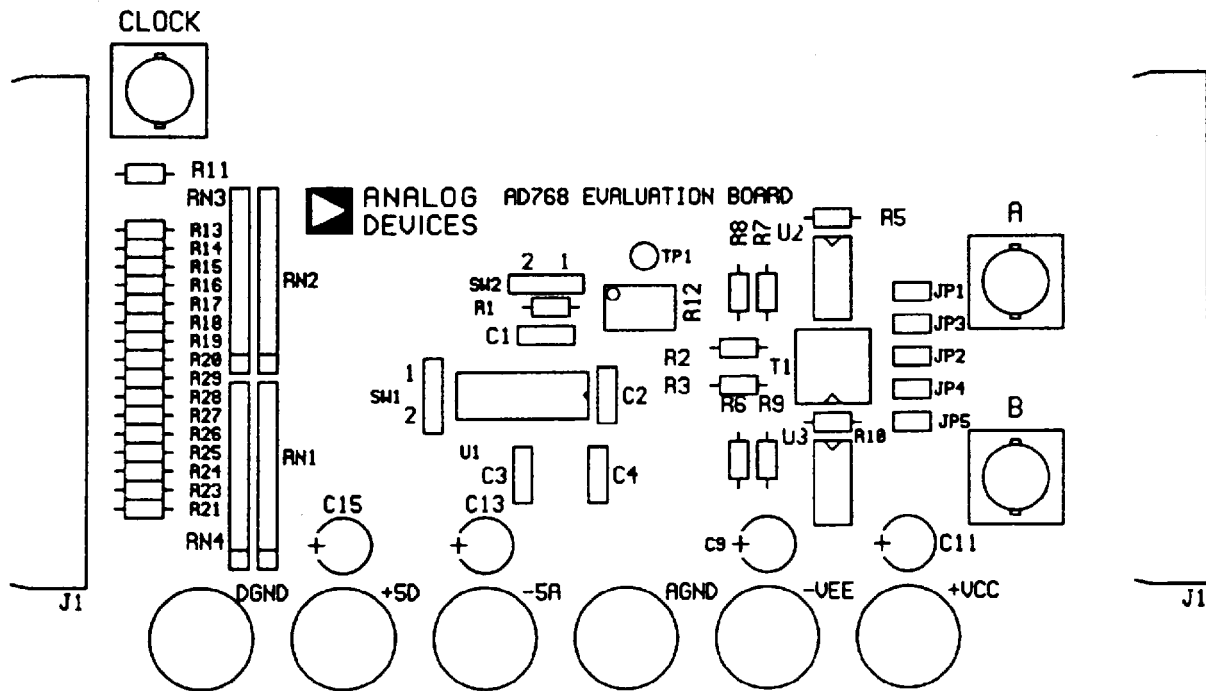 CLOCK
R11
RN3
ANALOG DEVICES
AD768 EVALUATION BOARD
R13
R14
R15
R16
R17
R18
R19
R20
R29
R28
R27
R26
R25
R24
R23
R21
RN2
RN1
RN4
2 1
SW2
R1
C1
TP1
R12
R8
R7
U2
R5
A
JP1
JP3
JP2
JP4
JP5
B
R2
R3
T1
R6
R9
U3
R10
1
SW1
2
C2
U1
C3
C4
C15
+
C13
+
C9
+
C11
+
J1
DGND
+5D
-5A
AGND
-VEE
+VCC
J1